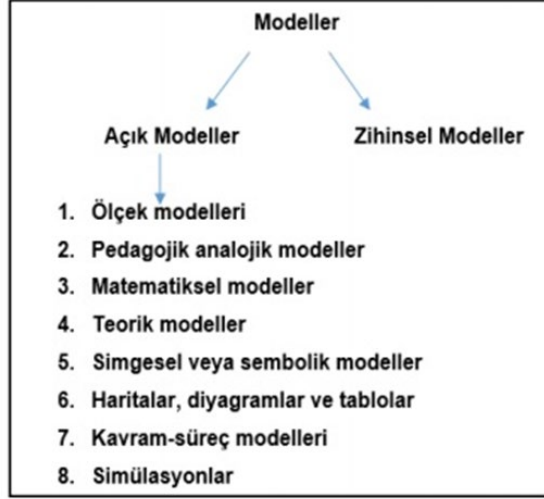 Modeller
Açık Modeller Zihinsel Modeller
1. Ölçek modelleri
2. Pedagojik analojik modeller
3. Matematiksel modeller
4. Teorik modeller
5. Simgesel veya sembolik modeller
6. Haritalar, diyagramlar ve tablolar
7. Kavram-süreç modelleri
8. Simülasyonlar